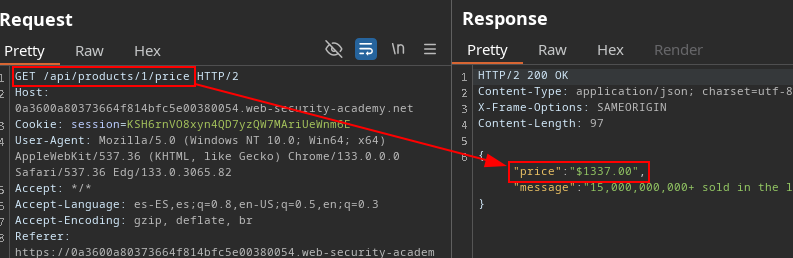 Request
Pretty Raw Hex \n
1 GET /api/products/1/price HTTP/2
2 Host:
0a3600a80373664f814bfc5e00380054.web-security-academy.net
3 Cookie: session=KSH6rnVO8xyn4QD7yzQW7MAriUeWnm6E
4 User-Agent: Mozilla/5.0 (Windows NT 10.0; Win64; x64)
AppleWebKit/537.36 (KHTML, like Gecko) Chrome/133.0.0.0
Safari/537.36 Edg/133.0.3065.82
5 Accept: */*
6 Accept-Language: es-ES,es;q=0.8,en-US;q=0.5,en;q=0.3
7 Accept-Encoding: gzip, deflate, br
8 Referer:
https://0a3600a80373664f814bfc5e00380054.web-security-academ
Response
Pretty Raw Hex Render
1 HTTP/2 200 OK
2 Content-Type: application/json; charset=utf-8
3 X-Frame-Options: SAMEORIGIN
4 Content-Length: 97
5
6 {
"price":"$1337.00",
"message":"15,000,000,000+ sold in the l
}